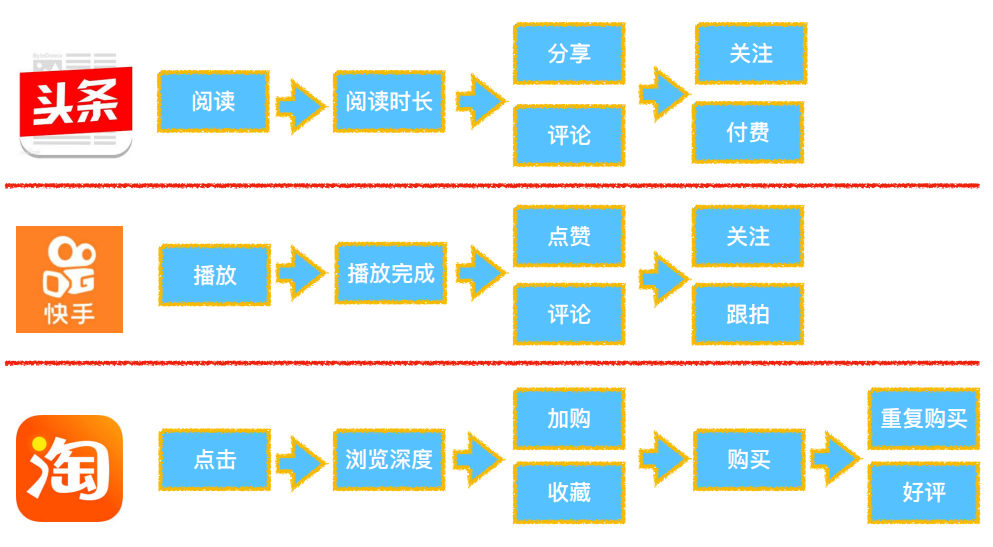 头条
阅读
阅读时长
分享
评论
关注
付费
快手
播放
播放完成
点赞
评论
关注
跟拍
淘
点击
浏览深度
加购
收藏
购买
重复购买
好评